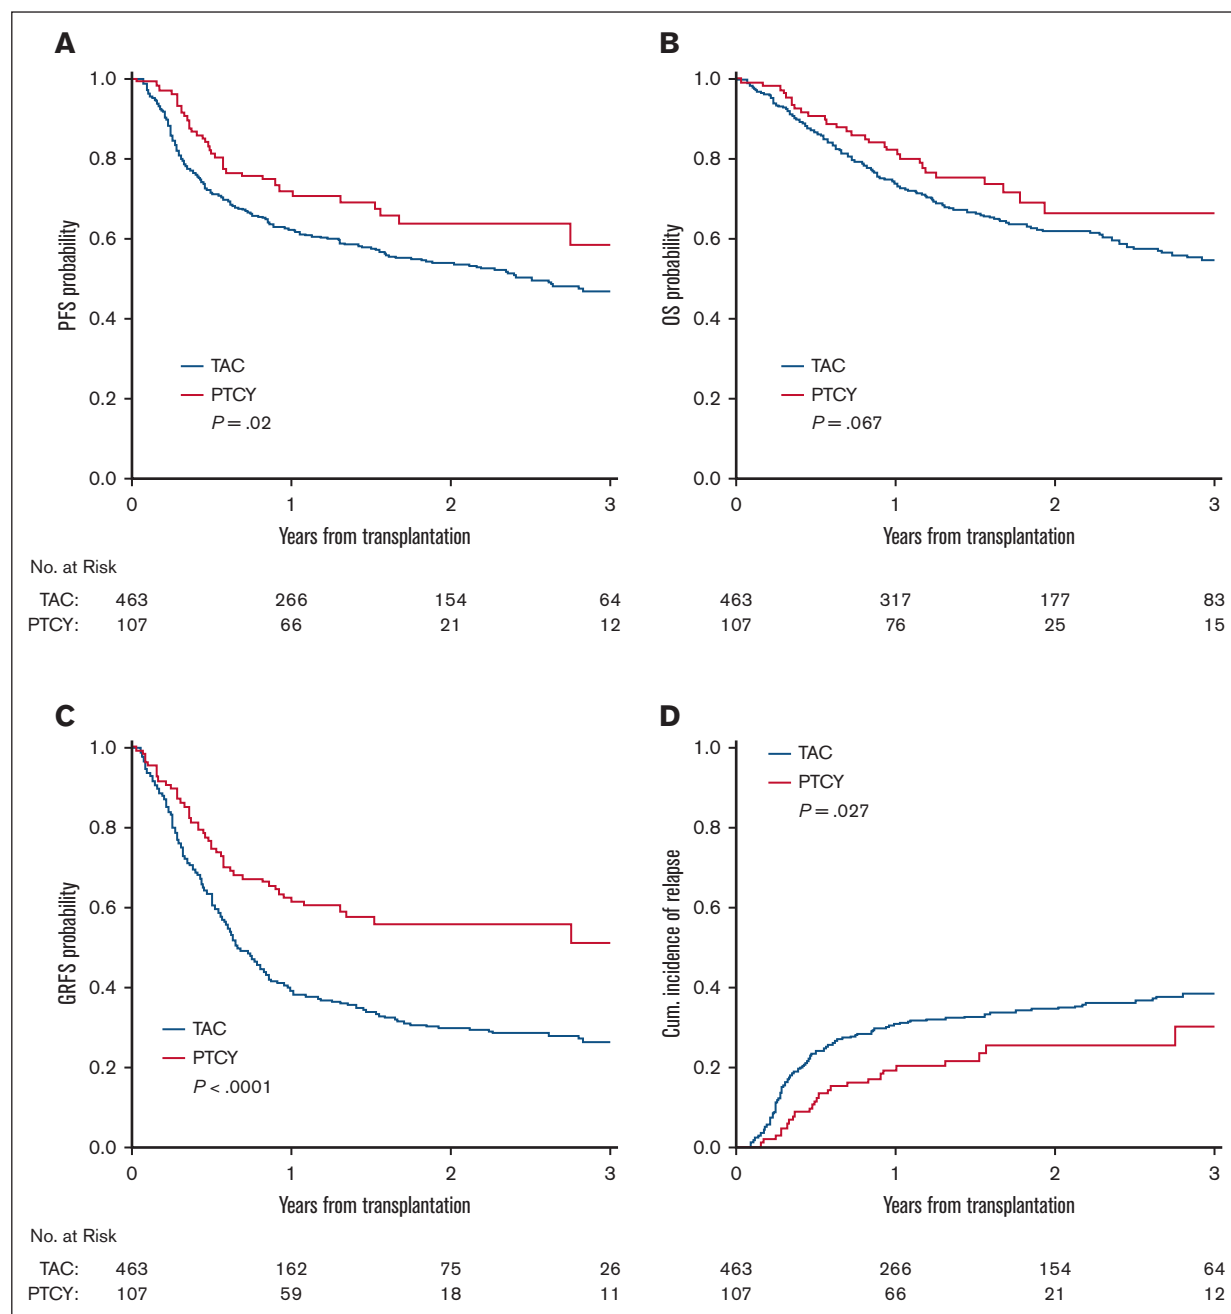 A
1.0
0.8
0.6
0.4
0.2
0.0
PFS probability
TAC
PTCY
P = .02
0 1 2 3
Years from transplantation
No. at Risk
TAC: 463 266 154 64
PTCY: 107 66 21 12
B
1.0
0.8
0.6
0.4
0.2
0.0
OS probability
TAC
PTCY
P = .067
0 1 2 3
Years from transplantation
463 317 177 83
107 76 25 15
C
1.0
0.8
0.6
0.4
0.2
0.0
GRFS probability
TAC
PTCY
P < .0001
0 1 2 3
Years from transplantation
No. at Risk
TAC: 463 162 75 26
PTCY: 107 59 18 11
D
1.0
0.8
0.6
0.4
0.2
0.0
Cum. incidence of relapse
TAC
PTCY
P = .027
0 1 2 3
Years from transplantation
463 266 154 64
107 66 21 12